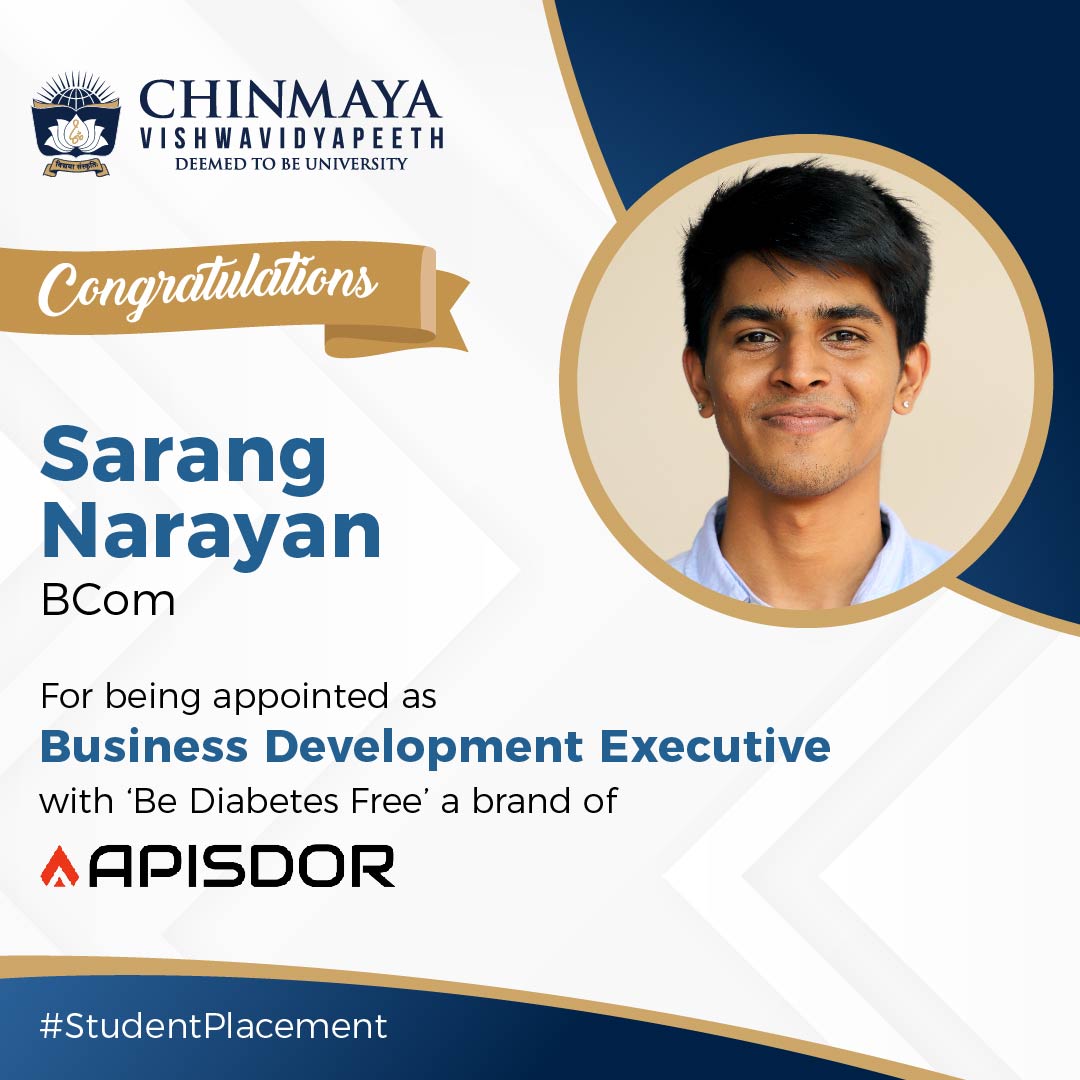 CHINMAYA
VISHWAVIDYAPEETH
DEEMED TO BE UNIVERSITY
विद्यया संस्कृतिः
Congratulations
Sarang
Narayan
BCom
For being appointed as
Business Development Executive
with ‘Be Diabetes Free’ a brand of
APISDOR
#StudentPlacement